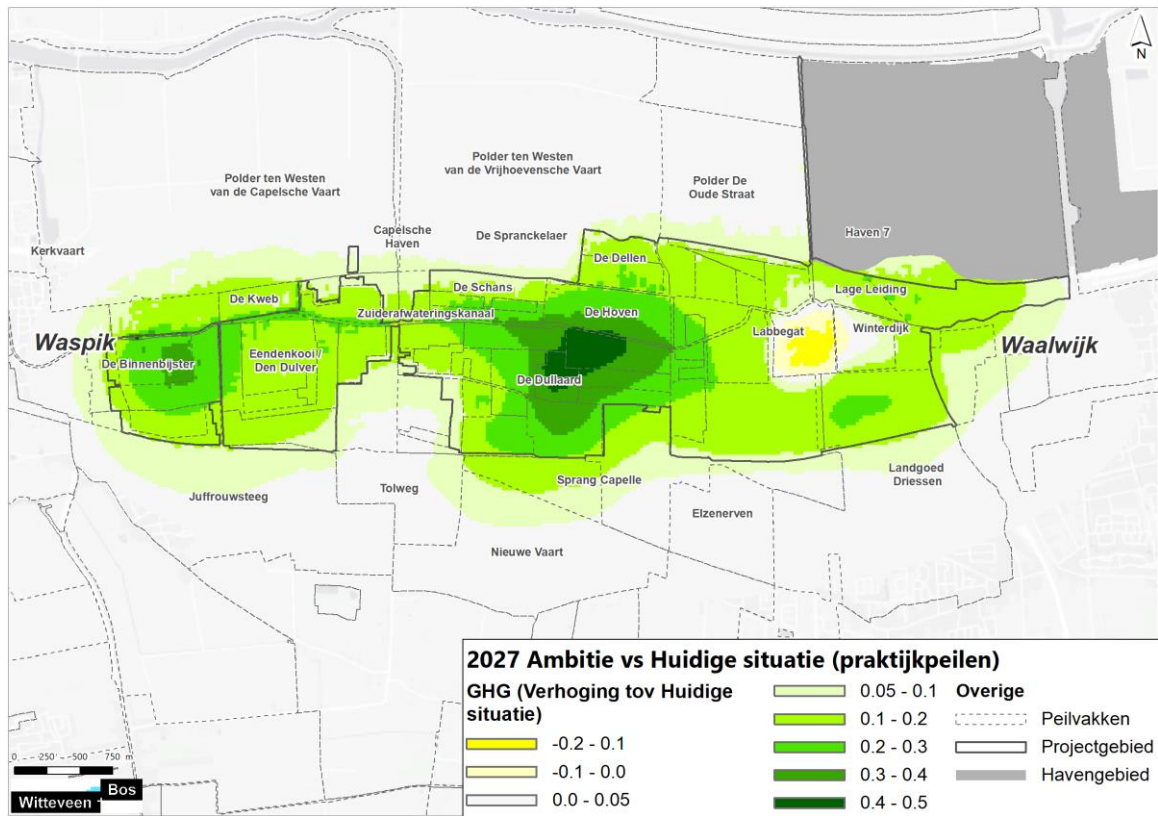 N
Polder ten Westen
van de Vrijhoevensche Vaart
Polder ten Westen
van de Capelsche Vaart
Polder De
Oude Straat
Capelsche
Haven
De Spranckelaer
Haven 7
Kerkvaart
De Dellen
De Kweb
De Schans
Lage Leiding
Zuiderafwateringskanaal
De Hoven
Labbegat
Winterdijk
Waspik
Waalwijk
De Binnenbijster
Eendenkooi /
Den Dulver
De Dullaard
Juffrouwsteeg
Tolweg
Sprang Capelle
Landgoed
Driessen
Elzenerven
Nieuwe Vaart
2027 Ambitie vs Huidige situatie (praktijkpeilen)
GHG (Verhoging tov Huidige
situatie)
-0.2 - 0.1
-0.1 - 0.0
0.0 - 0.05
0.05 - 0.1
0.1 - 0.2
0.2 - 0.3
0.3 - 0.4
0.4 - 0.5
Overige
Peilvakken
Projectgebied
Havengebied
0 250 500 750 m
Witteveen
Bos